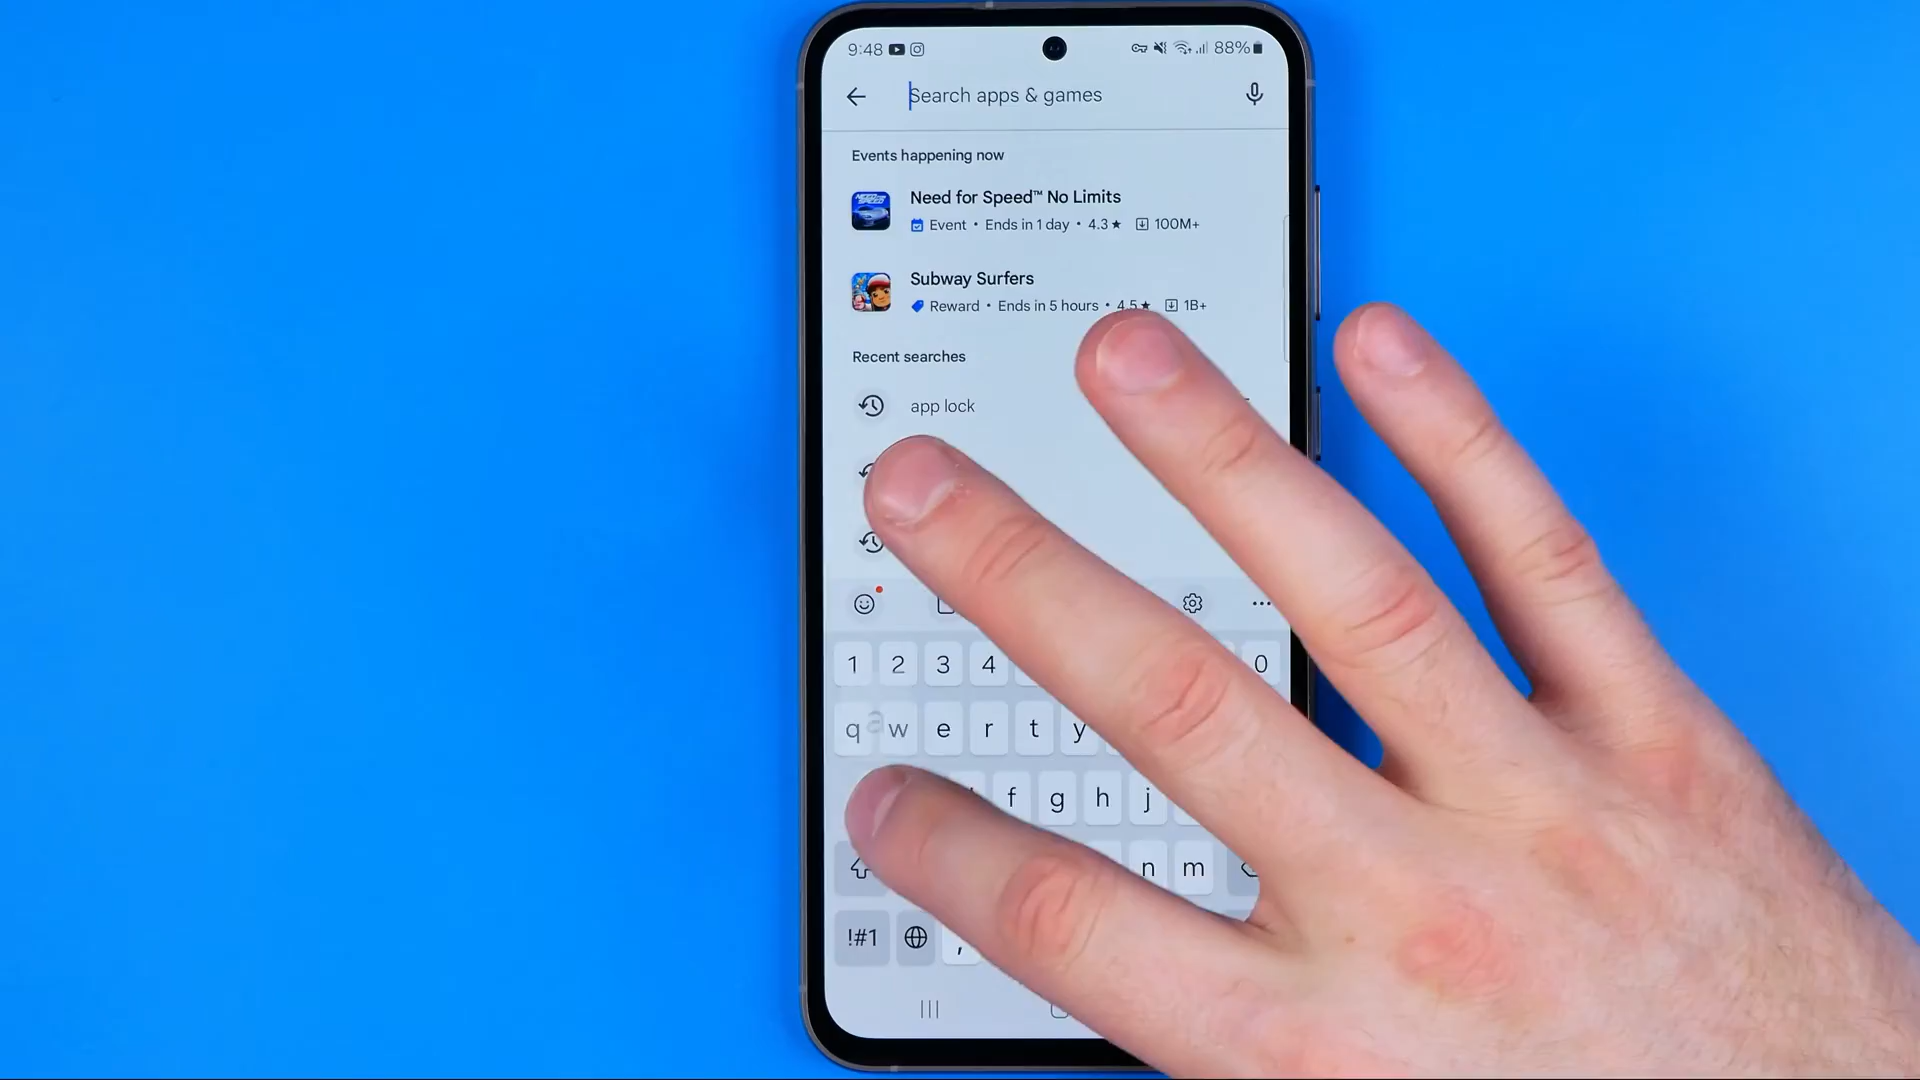 9:48 88%
Search apps & games
Events happening now
Need for Speed™ No Limits
Event • Ends in 1 day • 4.3★ 100M+
Subway Surfers
Reward • Ends in 5 hours • 4.5★ 1B+
Recent searches
app lock
1 2 3 4 0
q a w e r t y
f g h j
n m
!#1 ,